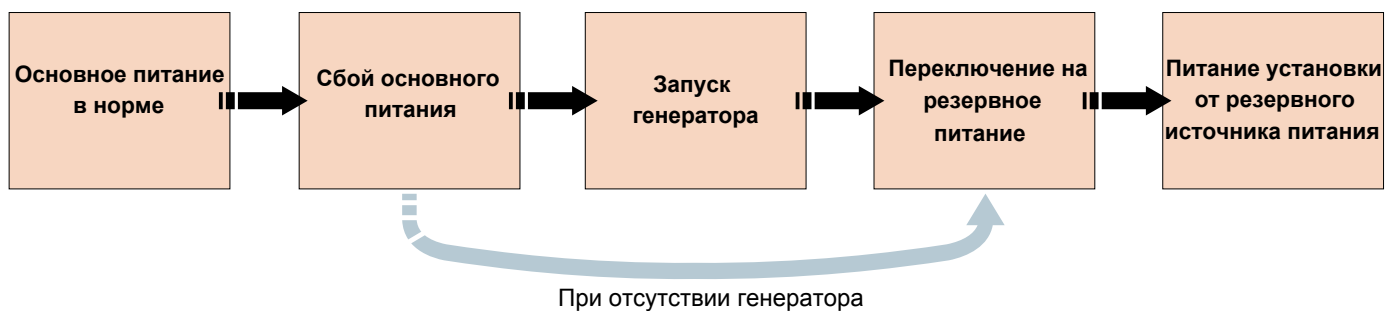 Основное питание
в норме
Сбой основного
питания
Запуск
генератора
Переключение на
резервное
питание
Питание установки
от резервного
источника питания
При отсутствии генератора